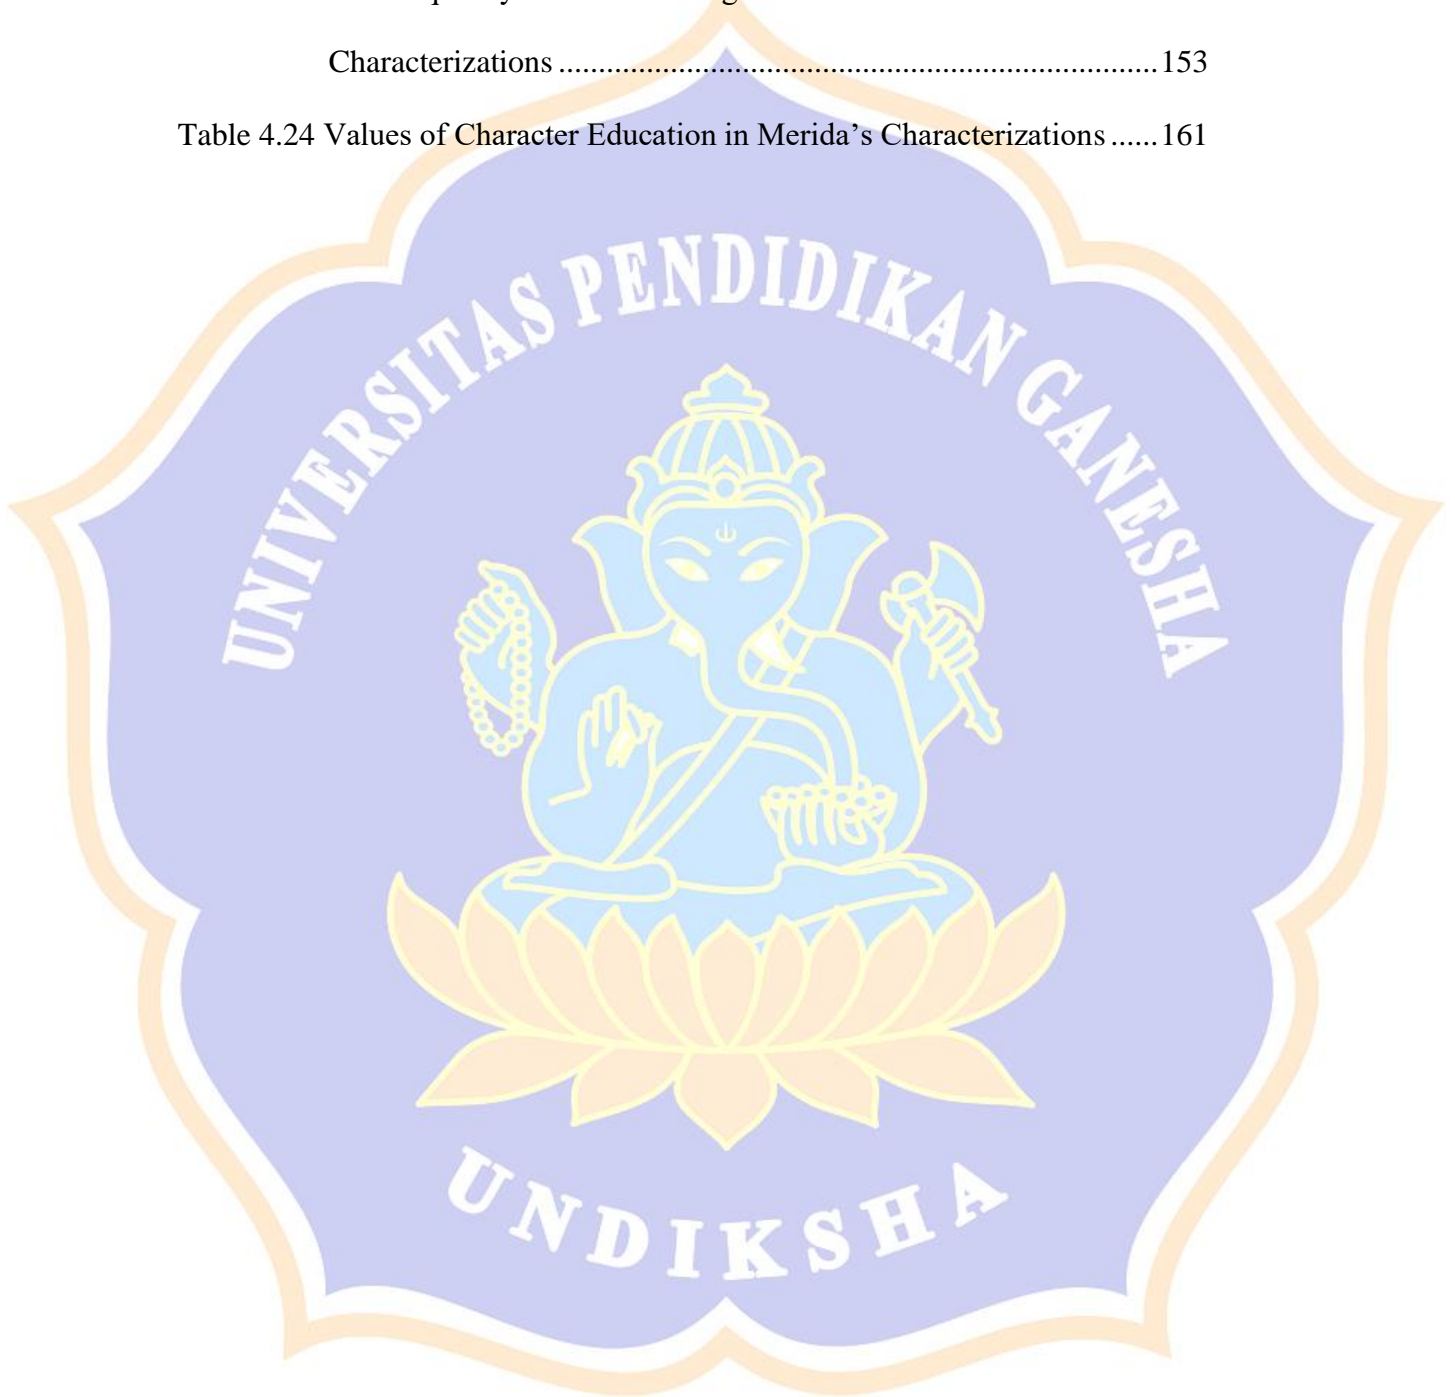 Characterizations ........................................................................... 153
Table 4.24 Values of Character Education in Merida’s Characterizations ...... 161
UNIVERSITAS PENDIDIKAN GANESHA
UNDIKSHA